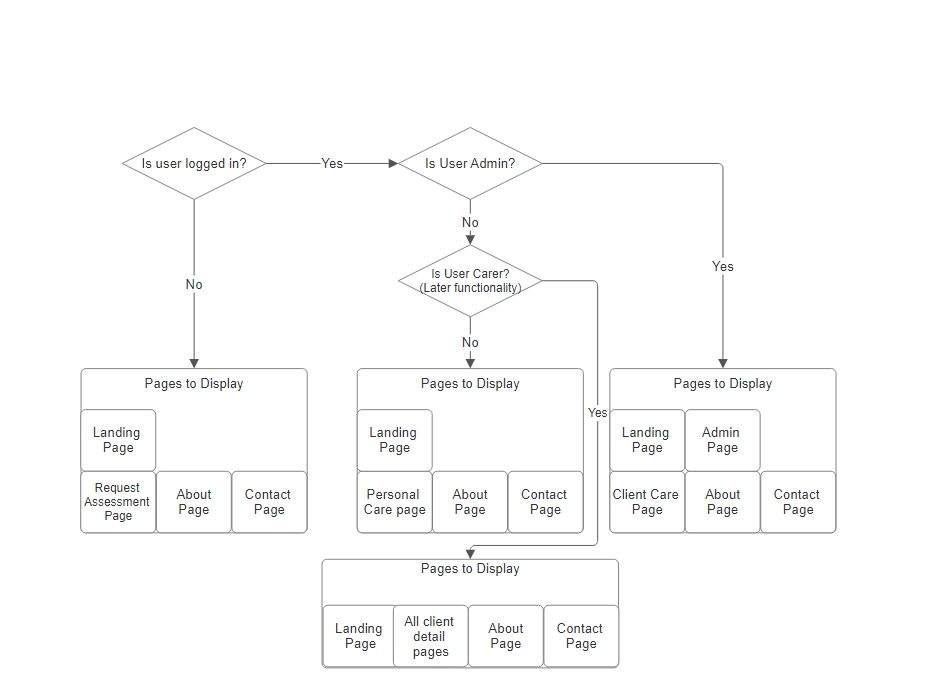 Is user logged in?
Yes
Is User Admin?
No
Yes
Is User Carer?
(Later functionality)
No
No
Pages to Display
Landing
Page
Request
Assessment
Page
About
Page
Contact
Page
Pages to Display
Landing
Page
Personal
Care page
About
Page
Contact
Page
Yes
Pages to Display
Landing
Page
Admin
Page
Client Care
Page
About
Page
Contact
Page
Pages to Display
Landing
Page
All client
detail
pages
About
Page
Contact
Page